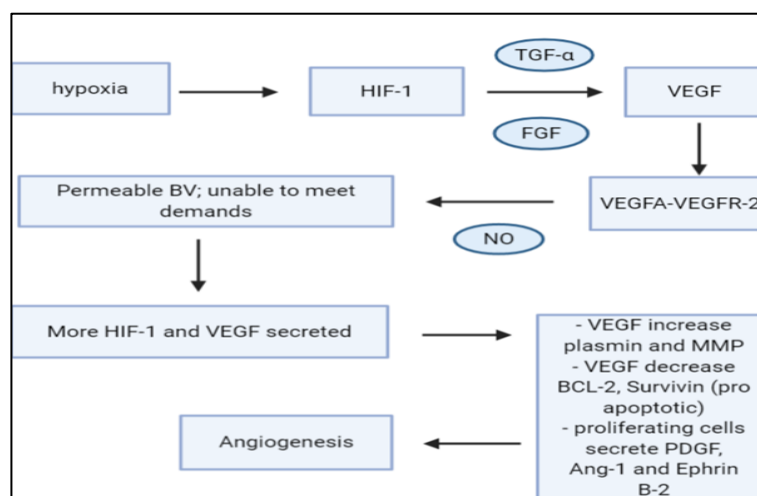 TGF-α
hypoxia
HIF-1
VEGF
FGF
Permeable BV; unable to meet
demands
VEGFA-VEGFR-2
NO
More HIF-1 and VEGF secreted
- VEGF increase
plasmin and MMP
- VEGF decrease
BCL-2, Survivin (pro
apoptotic)
- proliferating cells
secrete PDGF,
Ang-1 and Ephrin
B-2
Angiogenesis